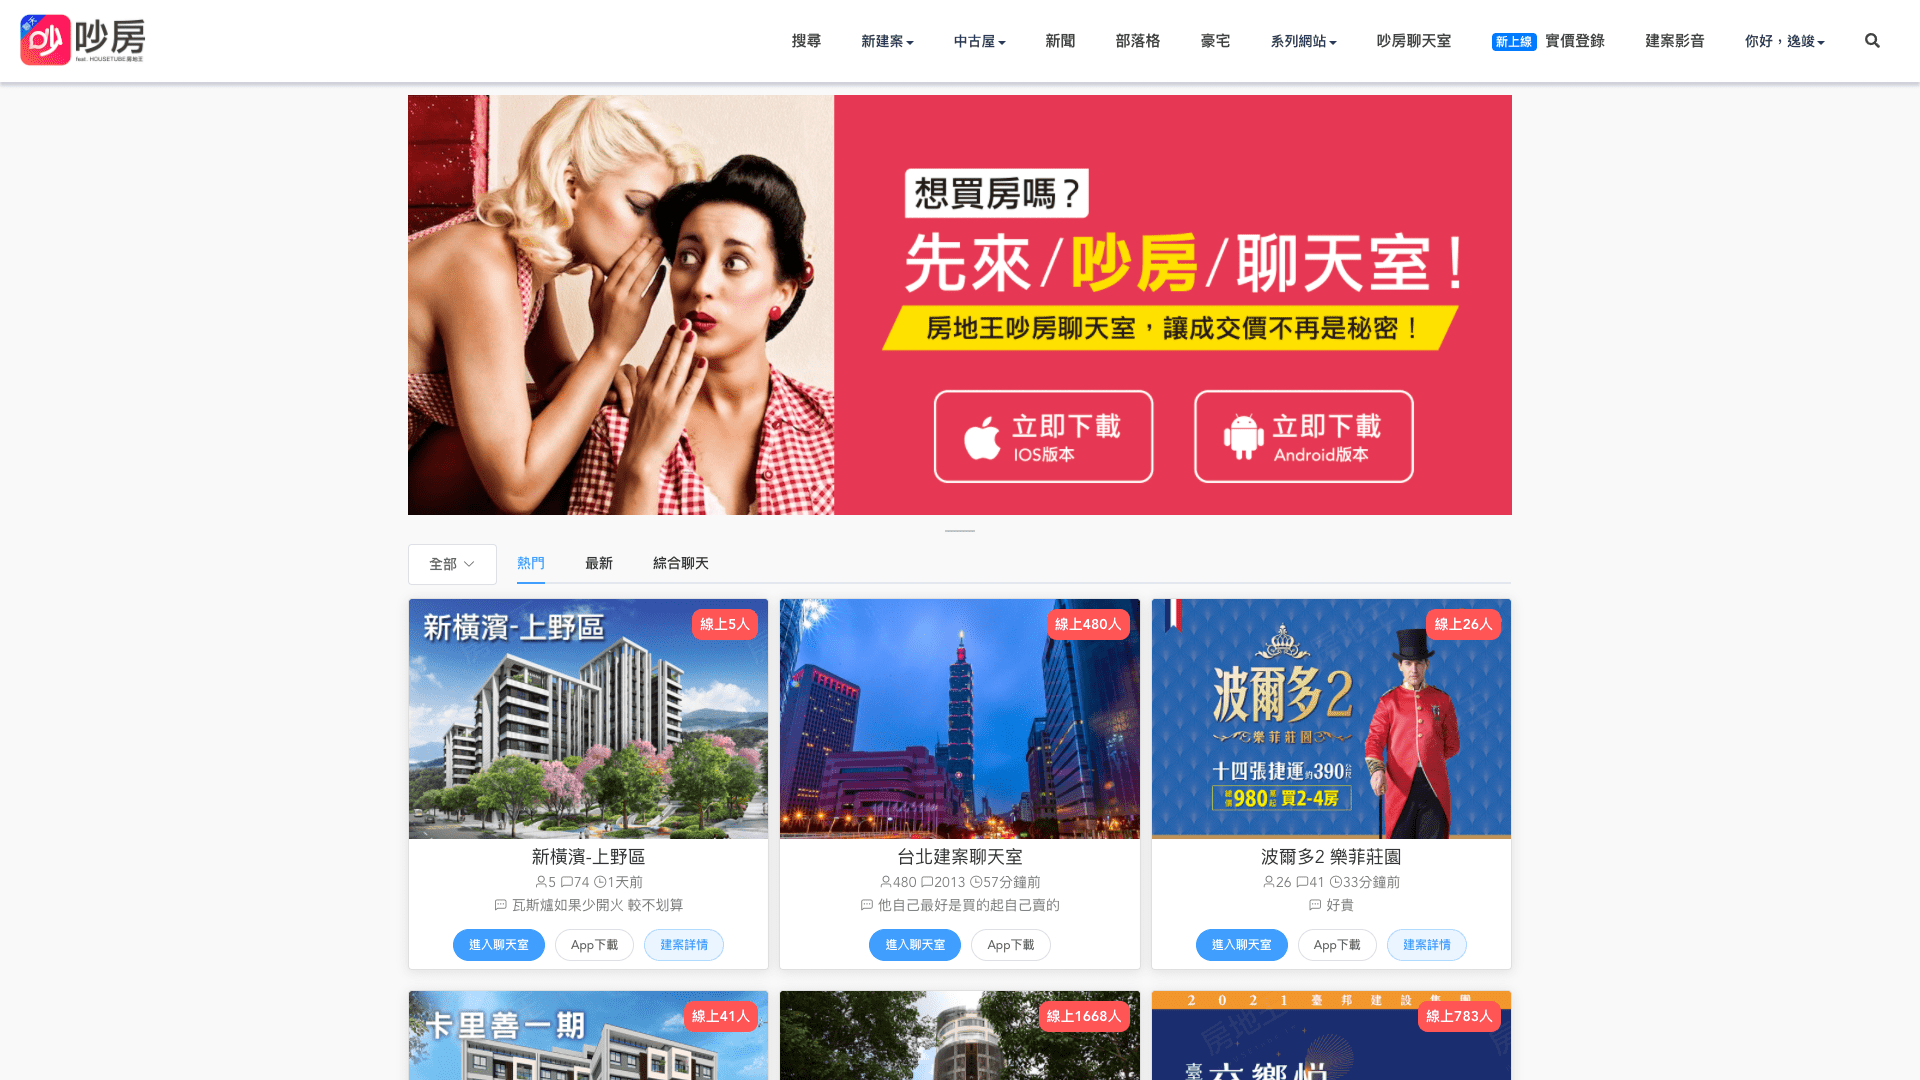 聊天
吵
吵房
feat. HOUSETUBE房地王
搜尋
新建案
中古屋
新聞
部落格
豪宅
系列網站
吵房聊天室
新上線 實價登錄
建案影音
你好，逸竣
想買房嗎？
先來/吵房/聊天室！
房地王吵房聊天室，讓成交價不再是秘密！
立即下載
IOS版本
立即下載
Android版本
全部
熱門
最新
綜合聊天
新橫濱-上野區
線上5人
新橫濱-上野區
5 74 1天前
瓦斯爐如果少開火 較不划算
進入聊天室
App下載
建案詳情
線上480人
台北建案聊天室
480 2013 57分鐘前
他自己最好是買的起自己賣的
進入聊天室
App下載
線上26人
波爾多2
樂菲莊園
十四張捷運約390公尺
總價980萬起 買2-4房
波爾多2 樂菲莊園
26 41 33分鐘前
好貴
進入聊天室
App下載
建案詳情
卡里善一期
線上41人
線上1668人
2021臺邦建設集團
線上783人